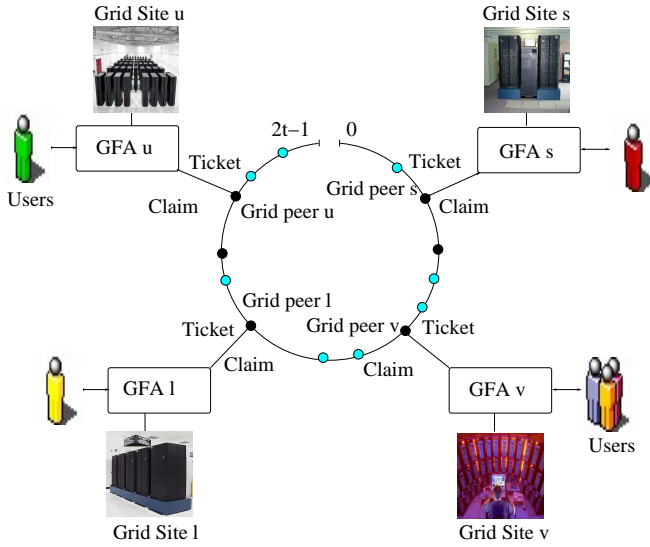 Grid Site u
Grid Site s
2t−1
0
GFA u
GFA s
Ticket
Ticket
Grid peer s
Users
Claim
Grid peer u
Claim
Grid peer l
Ticket
Grid peer v
Ticket
Claim
Claim
GFA l
GFA v
Users
Grid Site l
Grid Site v